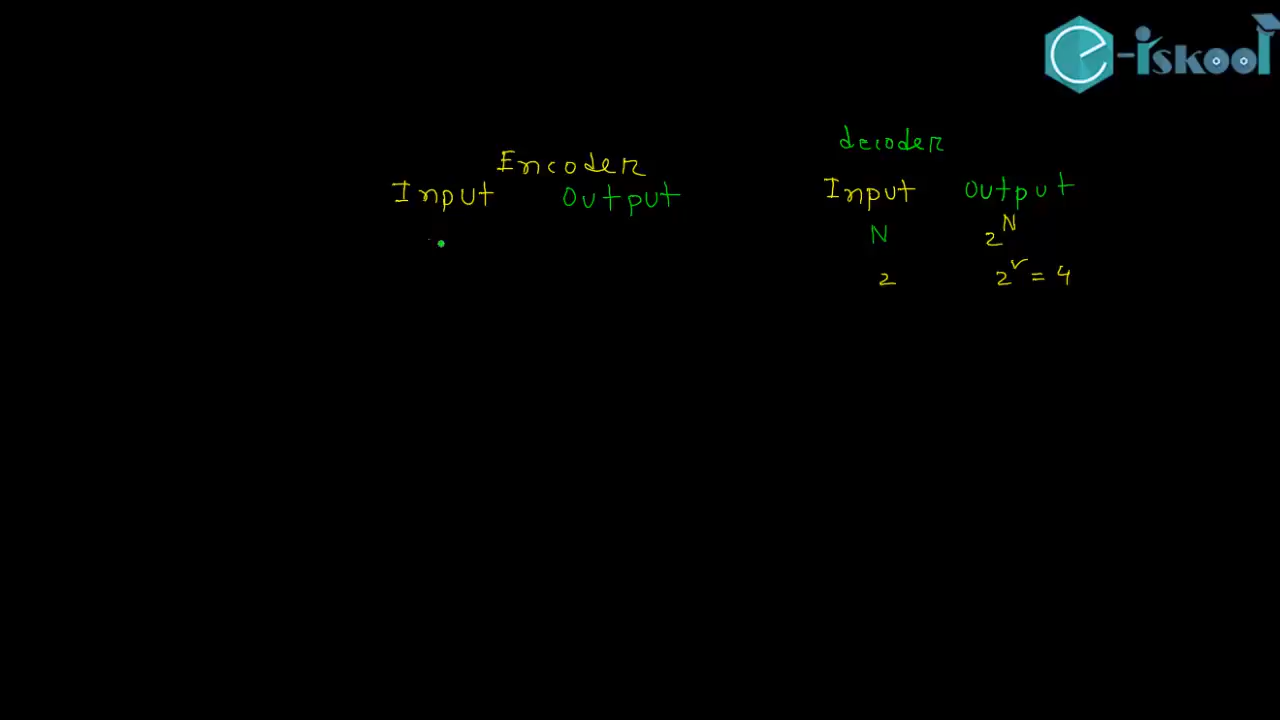 e-iskool
Encoder
Input Output
decoder
Input Output
N 2^N
2 2^2 = 4